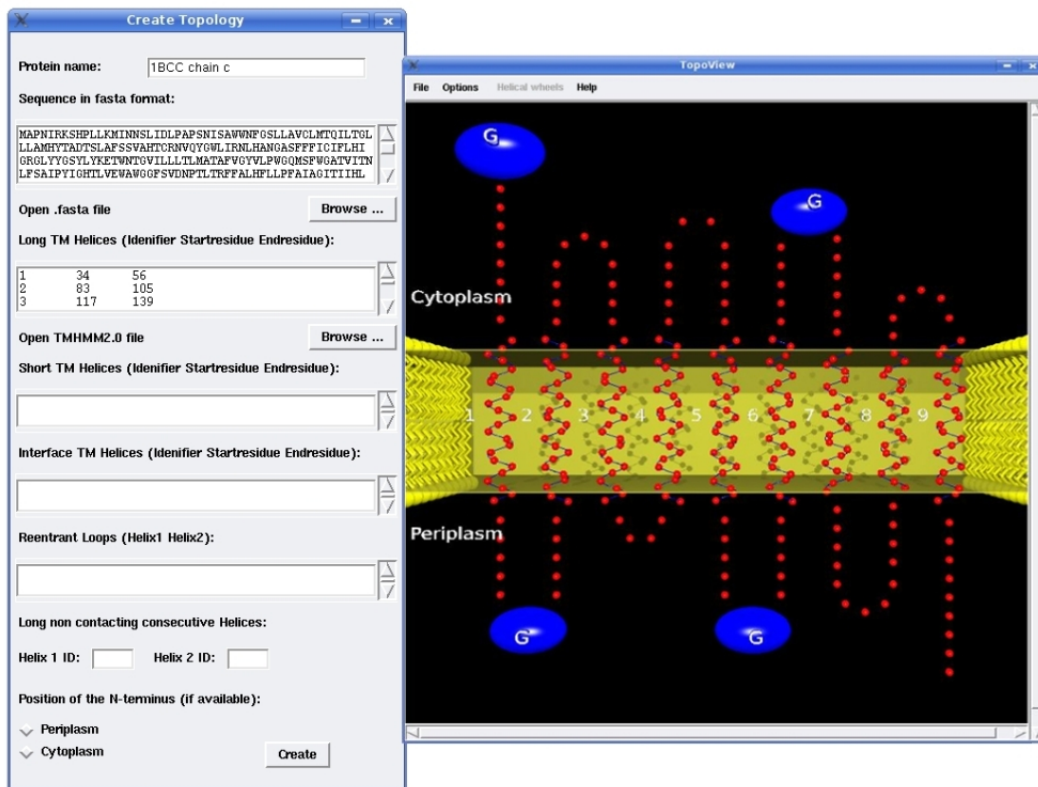 Create Topology
Protein name: 1BCC chain c
Sequence in fasta format:
MAPNIRKSHPLLKMINNSLIDLPAPSNISAWWNFGSLLAVCLMTQILTGL
LLAMHYTADTSLAFSSVAHTCRNVQYGWLIRNLHANGASFFFICIFLHI
GRGLYYGSYLYKETWNTGVILLLTLMATAFVGYVLPWGQMSFWGATVITN
LFSAIPYIGHTLVEWAWGGFSVDNPTLTRFFALHFLLPFAIAGITIIHL
Open .fasta file Browse ...
Long TM Helices (Idenifier Startresidue Endresidue):
1 34 56
2 83 105
3 117 139
Open TMHMM2.0 file Browse ...
Short TM Helices (Idenifier Startresidue Endresidue):
Interface TM Helices (Idenifier Startresidue Endresidue):
Reentrant Loops (Helix1 Helix2):
Long non contacting consecutive Helices:
Helix 1 ID: Helix 2 ID:
Position of the N-terminus (if available):
Periplasm
Cytoplasm Create
TopoView
File Options Helical wheels Help
G
G
Cytoplasm
1 2 3 4 5 6 7 8 9
Periplasm
G G